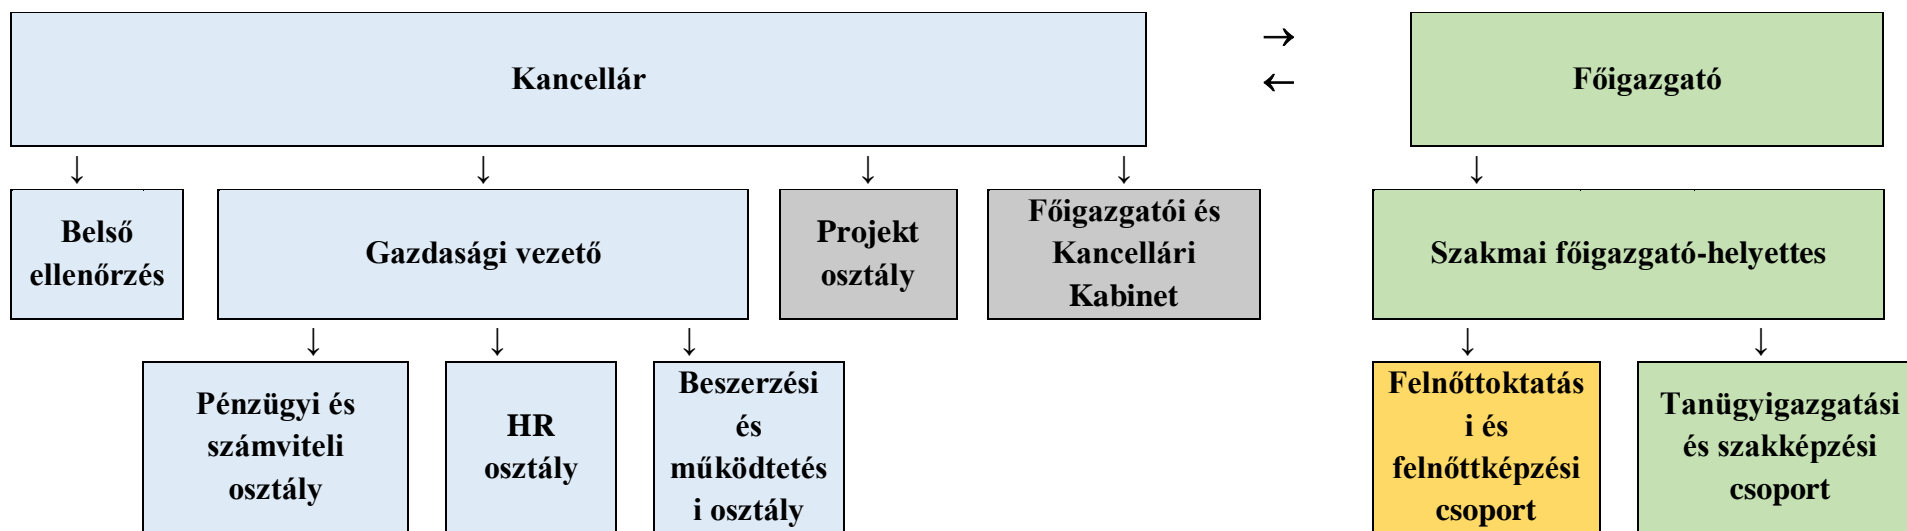 Kancellár
→
←
Főigazgató
↓ ↓ ↓ ↓ ↓
Belső
ellenőrzés
Gazdasági vezető
Projekt
osztály
Főigazgatói és
Kancellári
Kabinet
Szakmai főigazgató-helyettes
↓ ↓ ↓ ↓ ↓
Pénzügyi és
számviteli
osztály
HR
osztály
Beszerzési
és
működtetés
i osztály
Felnőttoktatás
i és
felnőttképzési
csoport
Tanügyigazgatási
és szakképzési
csoport